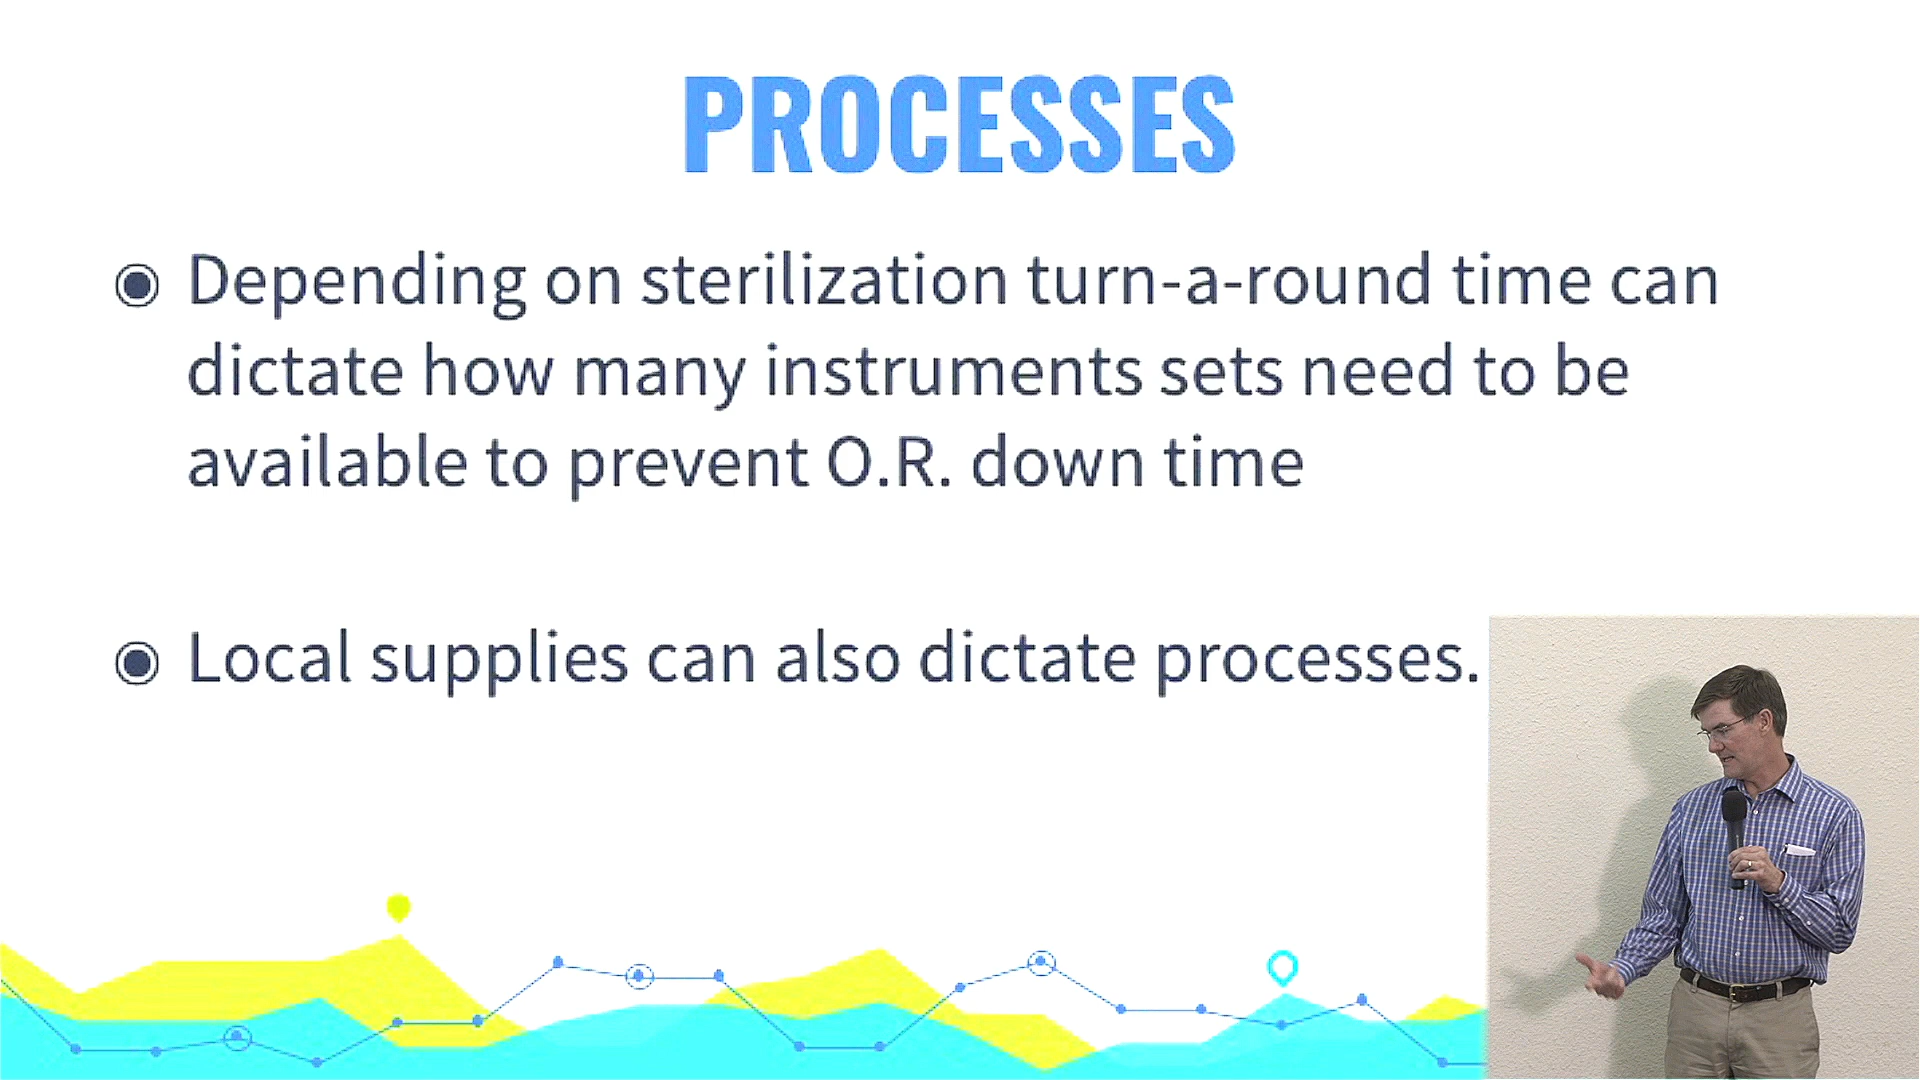 PROCESSES
Depending on sterilization turn-a-round time can
dictate how many instruments sets need to be
available to prevent O.R. down time
Local supplies can also dictate processes.